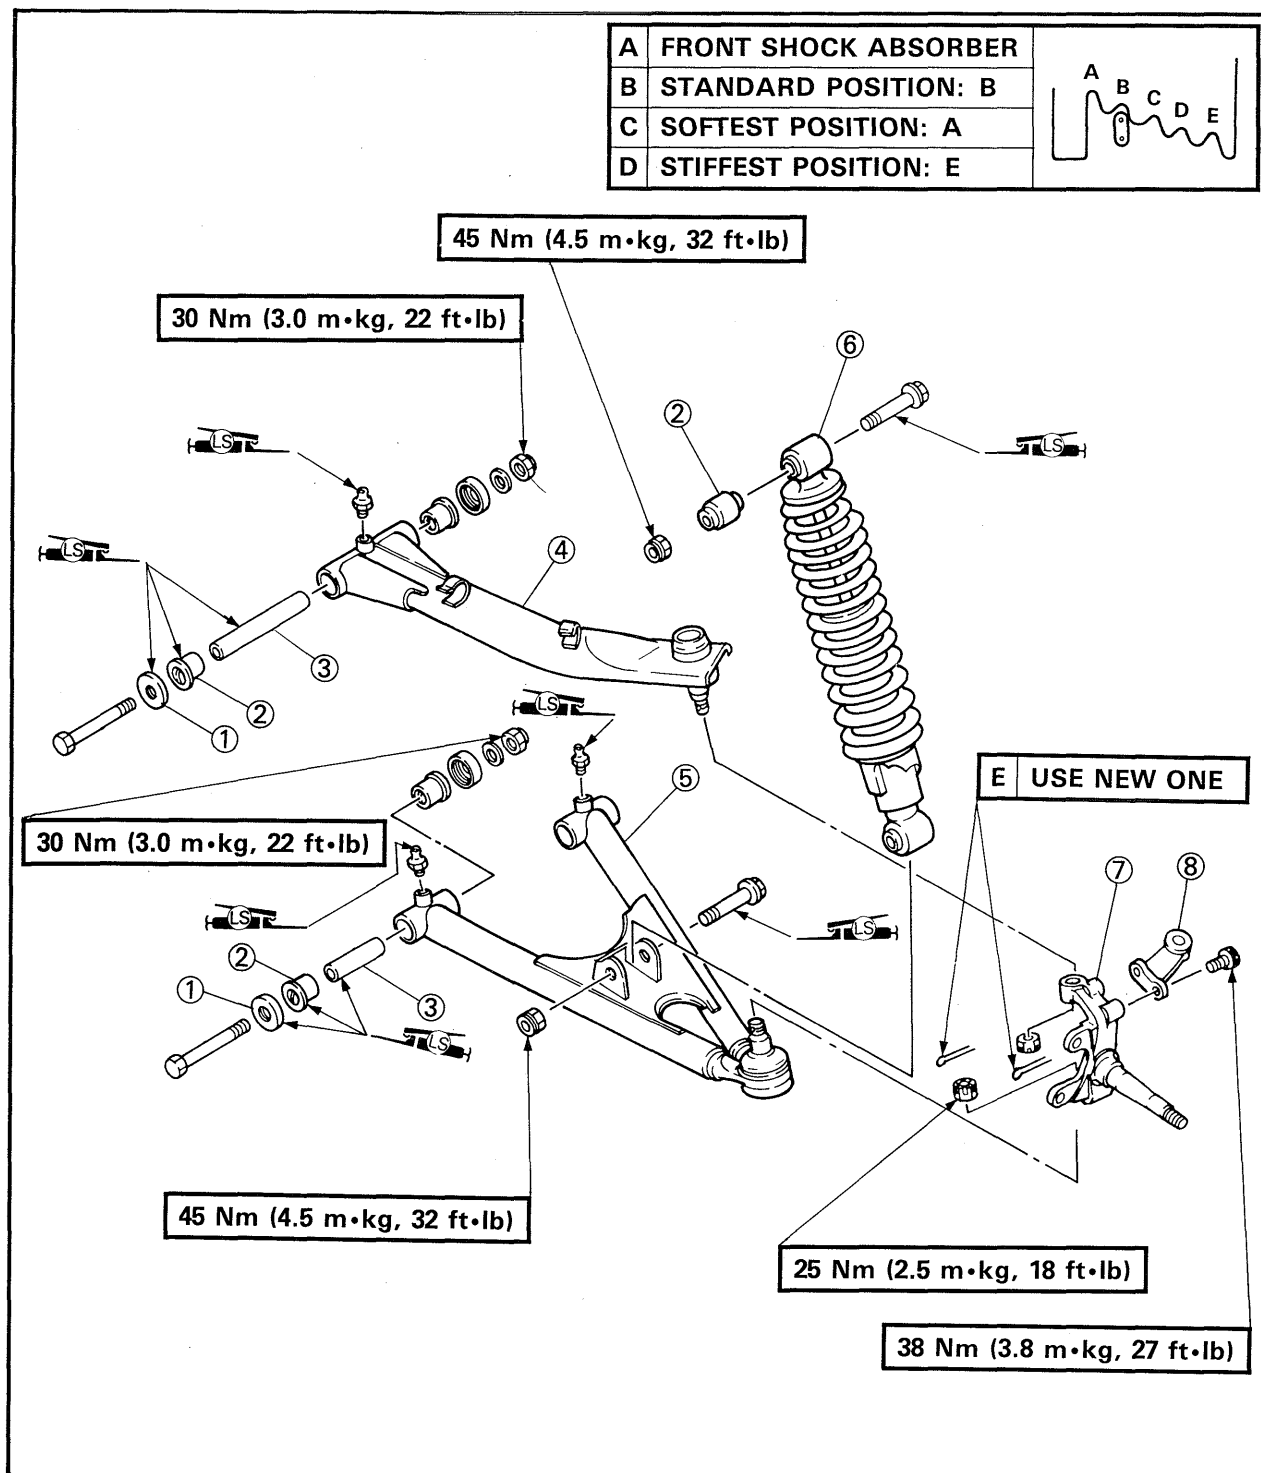 A FRONT SHOCK ABSORBER
B STANDARD POSITION: B
C SOFTEST POSITION: A
D STIFFEST POSITION: E
A
B
C
D
E
45 Nm (4.5 m•kg, 32 ft•lb)
30 Nm (3.0 m•kg, 22 ft•lb)
⑥
②
LS
LS
LS
④
③
②
①
LS
⑤
E USE NEW ONE
30 Nm (3.0 m•kg, 22 ft•lb)
⑦
⑧
LS
LS
②
①
③
LS
45 Nm (4.5 m•kg, 32 ft•lb)
25 Nm (2.5 m•kg, 18 ft•lb)
38 Nm (3.8 m•kg, 27 ft•lb)